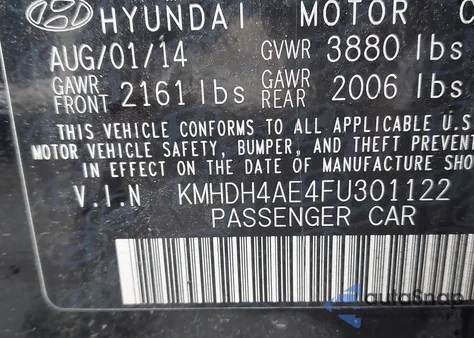 HYUNDAI MOTOR C
AUG/01/14 GVWR 3880 lbs
GAWR FRONT 2161 lbs GAWR REAR 2006 lbs
THIS VEHICLE CONFORMS TO ALL APPLICABLE U.S
MOTOR VEHICLE SAFETY, BUMPER, AND THEFT PREVENT
IN EFFECT ON THE DATE OF MANUFACTURE SHO
V.I.N KMHDH4AE4FU301122
PASSENGER CAR
autoSnap